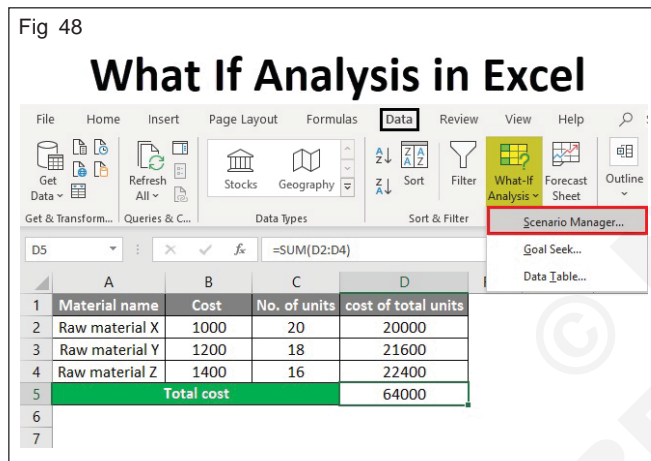 Fig 48
What If Analysis in Excel
File Home Insert Page Layout Formulas Data Review View Help
Get Data Refresh All Stocks Geography Sort Filter What-If Analysis Forecast Sheet Outline
Get & Transform... Queries & C... Data Types Sort & Filter
Scenario Manager...
Goal Seek...
Data Table...
D5 fx =SUM(D2:D4)
A B C D
1 Material name Cost No. of units cost of total units
2 Raw material X 1000 20 20000
3 Raw material Y 1200 18 21600
4 Raw material Z 1400 16 22400
5 Total cost 64000
6
7